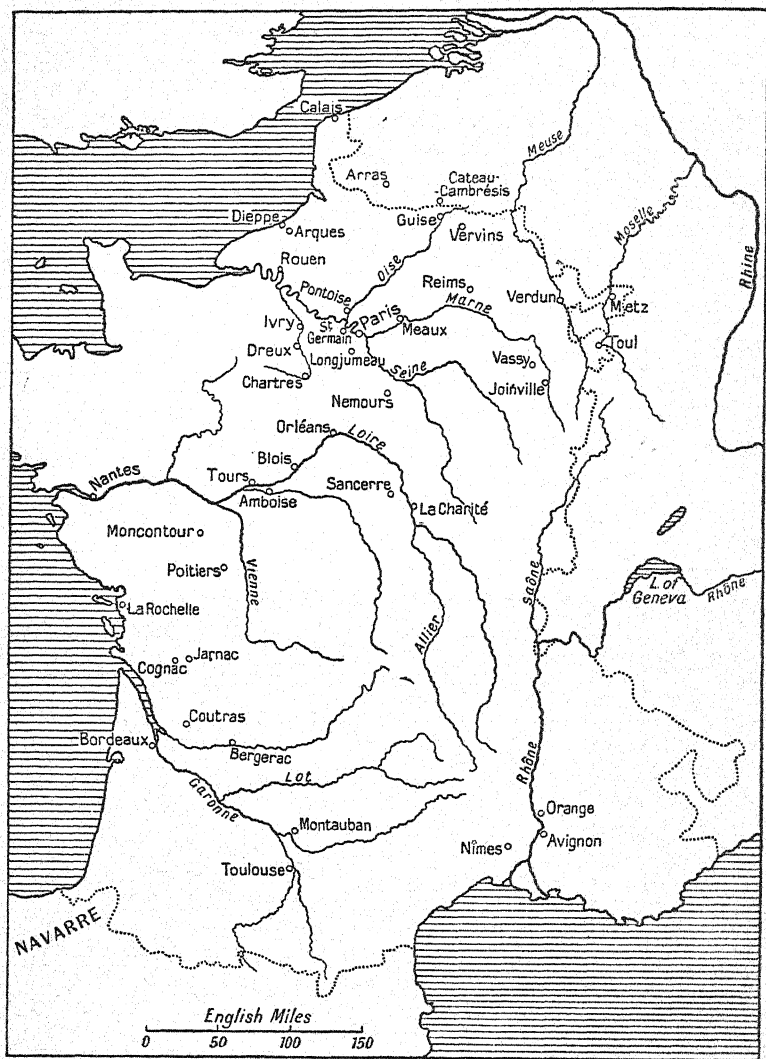 Calais
Meuse
Arras
Cateau-
Cambrésis
Moselle
Dieppe
Arques
Guise
Vervins
Rhine
Rouen
Oise
Pontoise
Reims
Marne
Verdun
Metz
Ivry
St
Germain
Paris
Meaux
Toul
Dreux
Longjumeau
Seine
Vassy
Chartres
Joinville
Nemours
Orléans
Loire
Blois
Nantes
Tours
Amboise
Sancerre
La Charité
Moncontour
Poitiers
Vienne
Saône
L. of
Geneva
Rhône
La Rochelle
Allier
Cognac
Jarnac
Coutras
Bordeaux
Bergerac
Rhône
Lot
Garonne
Orange
Montauban
Avignon
Nîmes
Toulouse
NAVARRE
English Miles
0 50 100 150